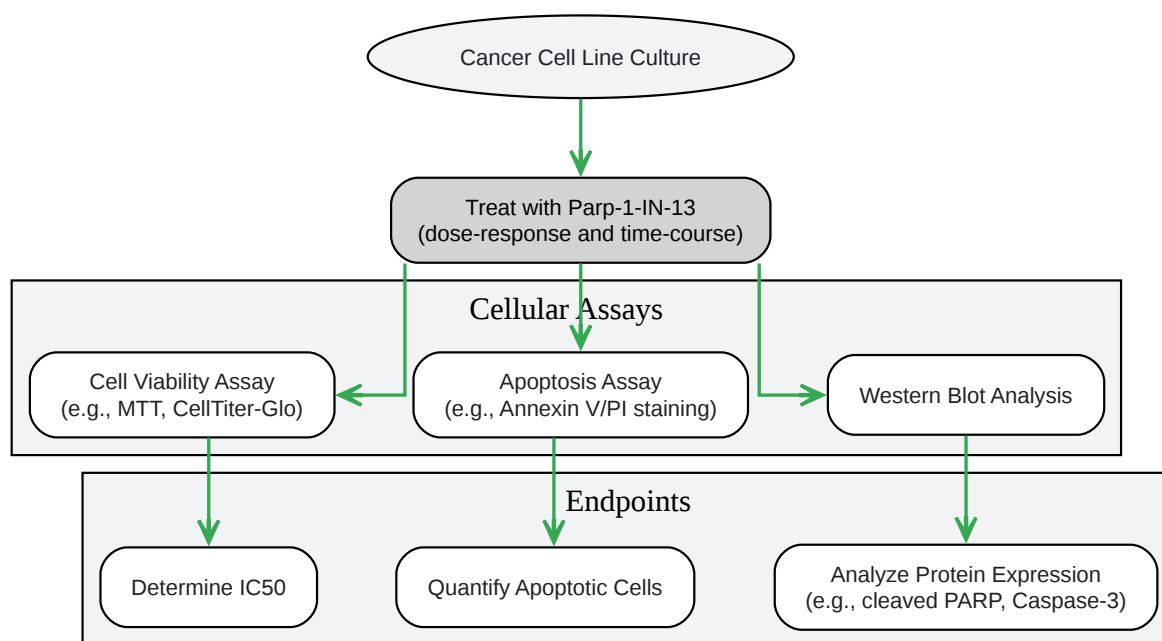 Cancer Cell Line Culture
Treat with Parp-1-IN-13
(dose-response and time-course)
Cellular Assays
Cell Viability Assay
(e.g., MTT, CellTiter-Glo)
Apoptosis Assay
(e.g., Annexin V/PI staining)
Western Blot Analysis
Endpoints
Determine IC50
Quantify Apoptotic Cells
Analyze Protein Expression
(e.g., cleaved PARP, Caspase-3)